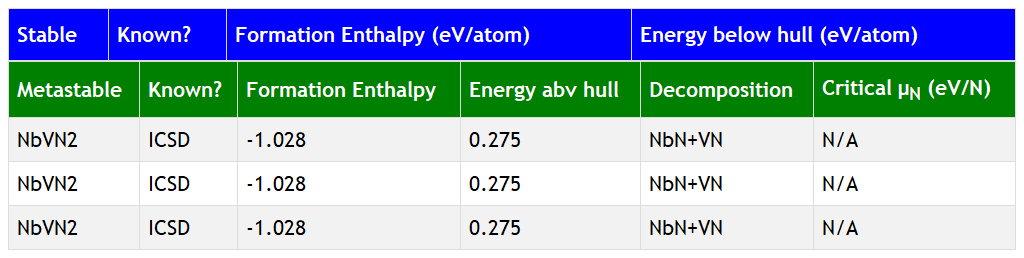 Stable Known? Formation Enthalpy (eV/atom) Energy below hull (eV/atom)
Metastable Known? Formation Enthalpy Energy abv hull Decomposition Critical μN (eV/N)
NbVN2 ICSD -1.028 0.275 NbN+VN N/A
NbVN2 ICSD -1.028 0.275 NbN+VN N/A
NbVN2 ICSD -1.028 0.275 NbN+VN N/A